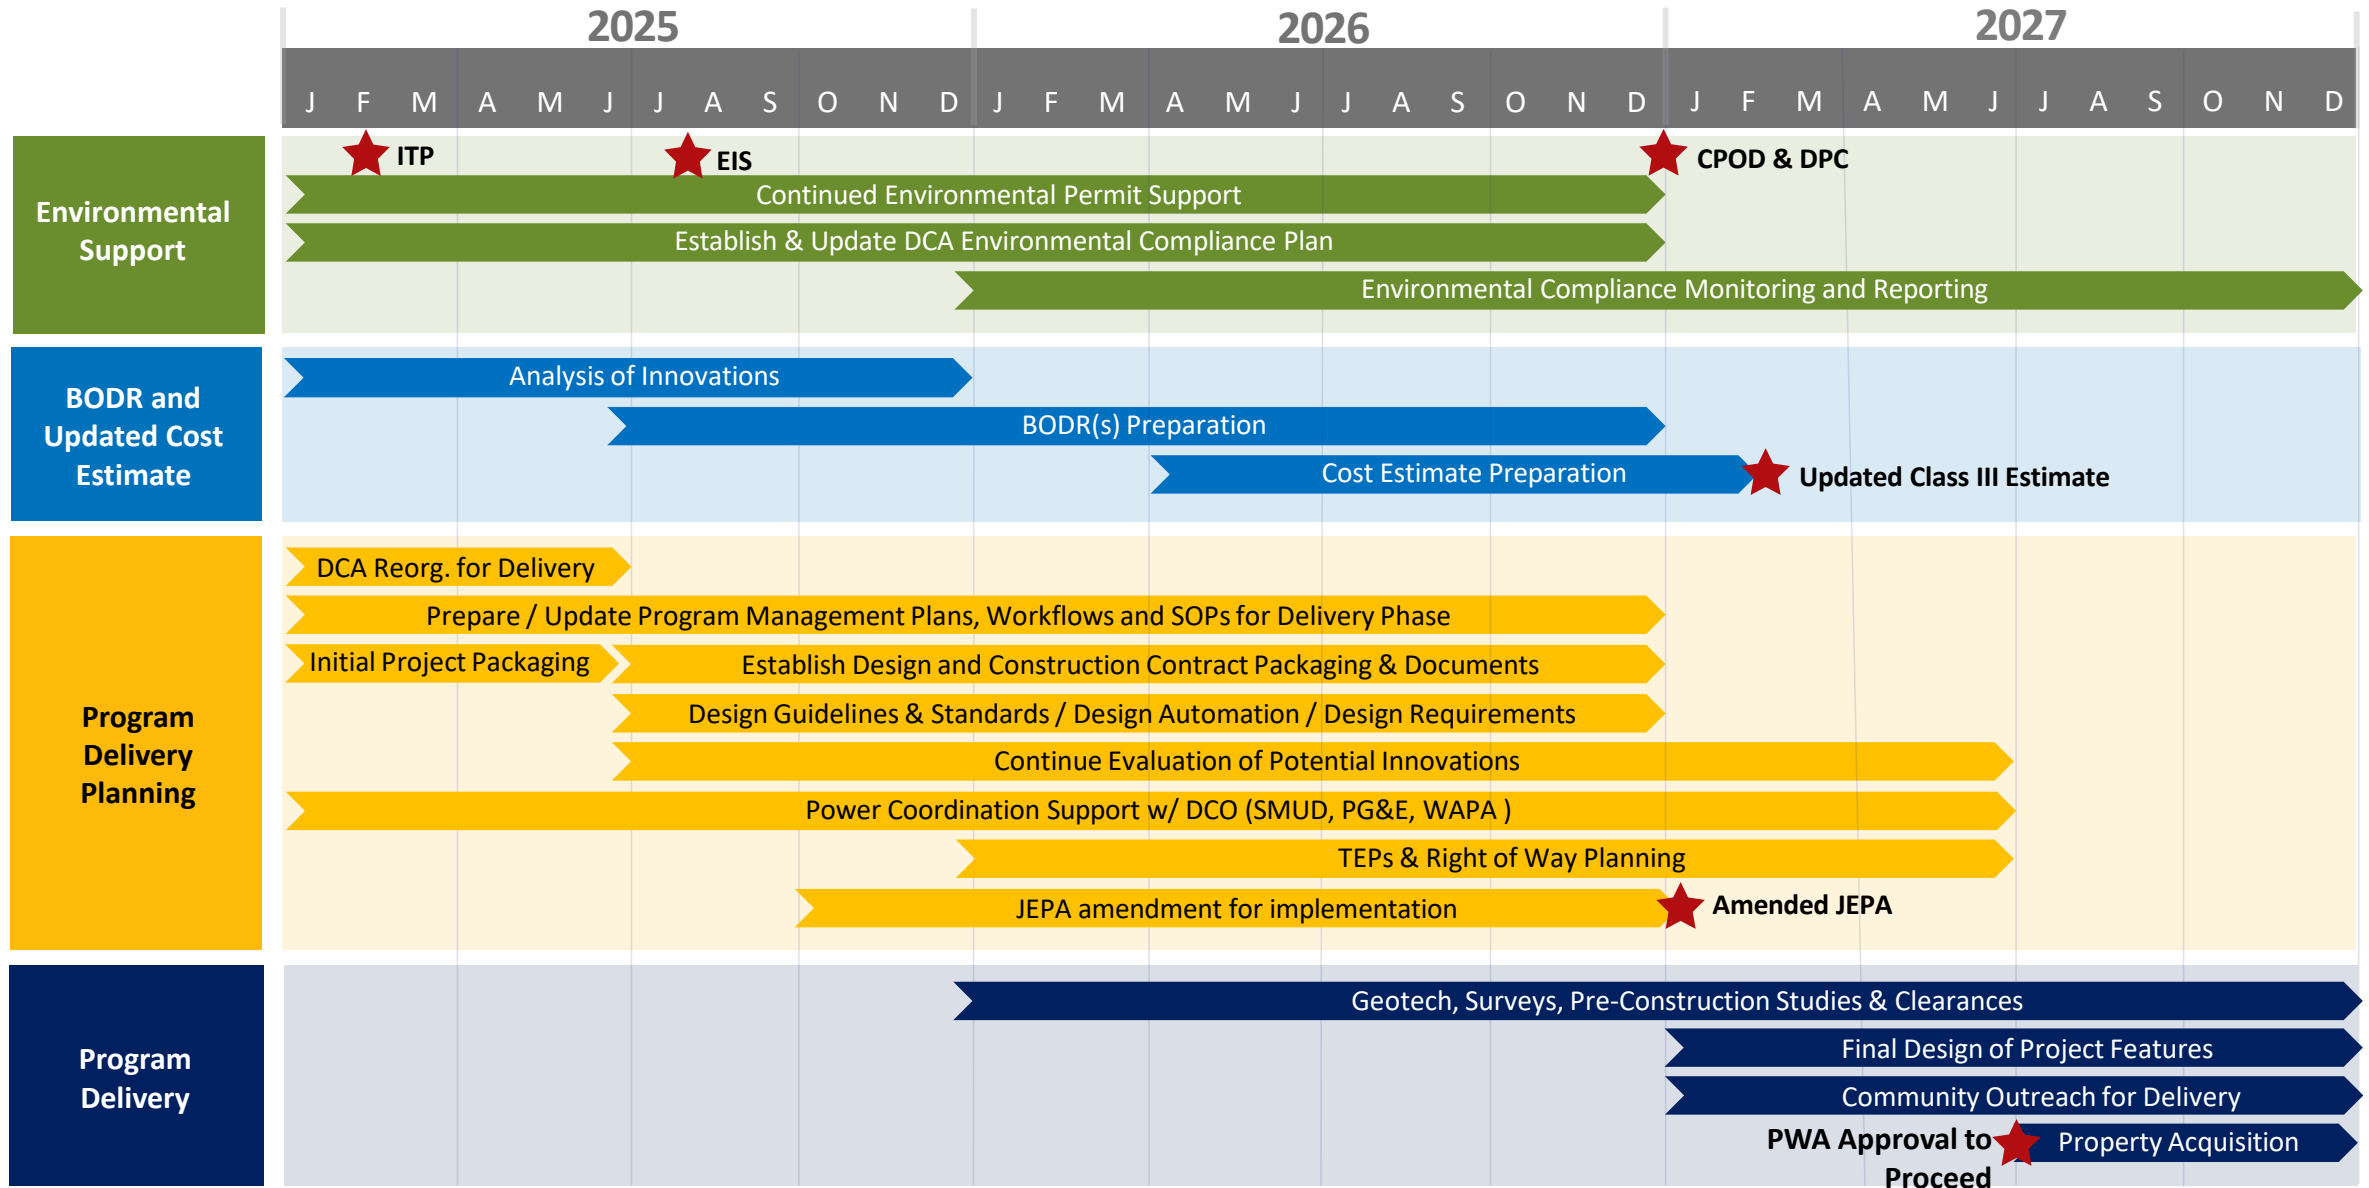 2025 2026 2027
J F M A M J J A S O N D J F M A M J J A S O N D J F M A M J J A S O N D
Environmental
Support
ITP
EIS
CPOD & DPC
Continued Environmental Permit Support
Establish & Update DCA Environmental Compliance Plan
Environmental Compliance Monitoring and Reporting
BODR and
Updated Cost
Estimate
Analysis of Innovations
BODR(s) Preparation
Cost Estimate Preparation
Updated Class III Estimate
Program
Delivery
Planning
DCA Reorg. for Delivery
Prepare / Update Program Management Plans, Workflows and SOPs for Delivery Phase
Initial Project Packaging
Establish Design and Construction Contract Packaging & Documents
Design Guidelines & Standards / Design Automation / Design Requirements
Continue Evaluation of Potential Innovations
Power Coordination Support w/ DCO (SMUD, PG&E, WAPA )
TEPs & Right of Way Planning
JEPA amendment for implementation
Amended JEPA
Program
Delivery
Geotech, Surveys, Pre-Construction Studies & Clearances
Final Design of Project Features
Community Outreach for Delivery
PWA Approval to
Proceed
Property Acquisition